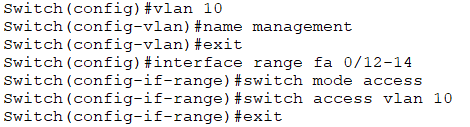 Switch(config)#vlan 10
Switch(config-vlan)#name management
Switch(config-vlan)#exit
Switch(config)#interface range fa 0/12-14
Switch(config-if-range)#switch mode access
Switch(config-if-range)#switch access vlan 10
Switch(config-if-range)#exit